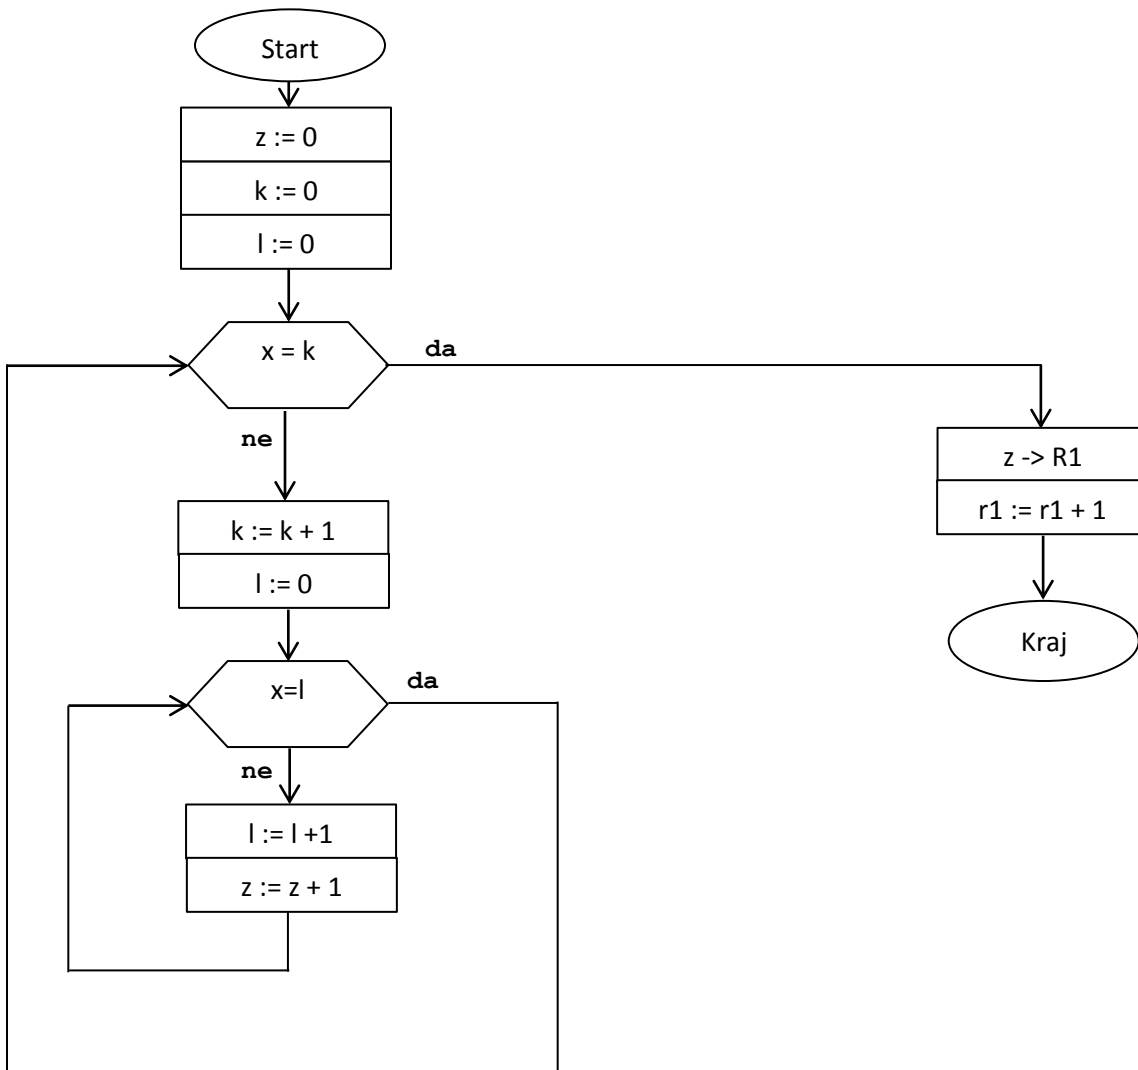 Start
z := 0
k := 0
l := 0
x = k
da
ne
z -> R1
r1 := r1 + 1
k := k + 1
l := 0
Kraj
x=l
da
ne
l := l +1
z := z + 1